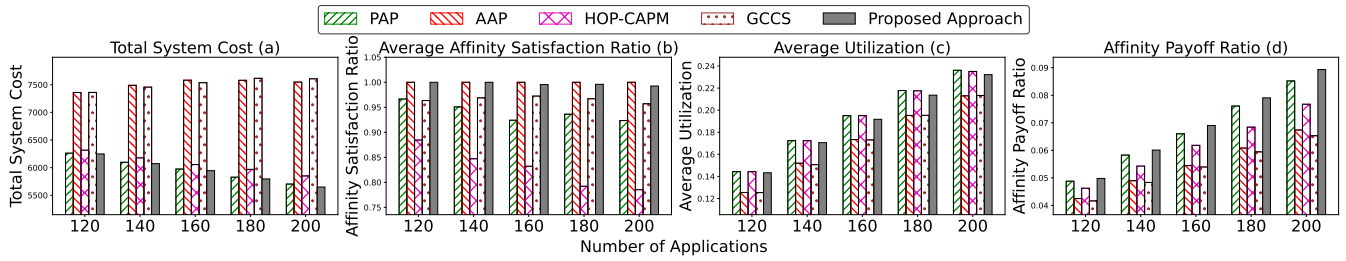 PAP AAP HOP-CAPM GCCS Proposed Approach
Total System Cost (a)
Total System Cost
7500
7000
6500
6000
5500
120 140 160 180 200
Average Affinity Satisfaction Ratio (b)
Affinity Satisfaction Ratio
1.05
1.00
0.95
0.90
0.85
0.80
0.75
120 140 160 180 200
Average Utilization (c)
Average Utilization
0.24
0.22
0.20
0.18
0.16
0.14
0.12
120 140 160 180 200
Affinity Payoff Ratio (d)
Affinity Payoff Ratio
0.09
0.08
0.07
0.06
0.05
0.04
120 140 160 180 200
Number of Applications